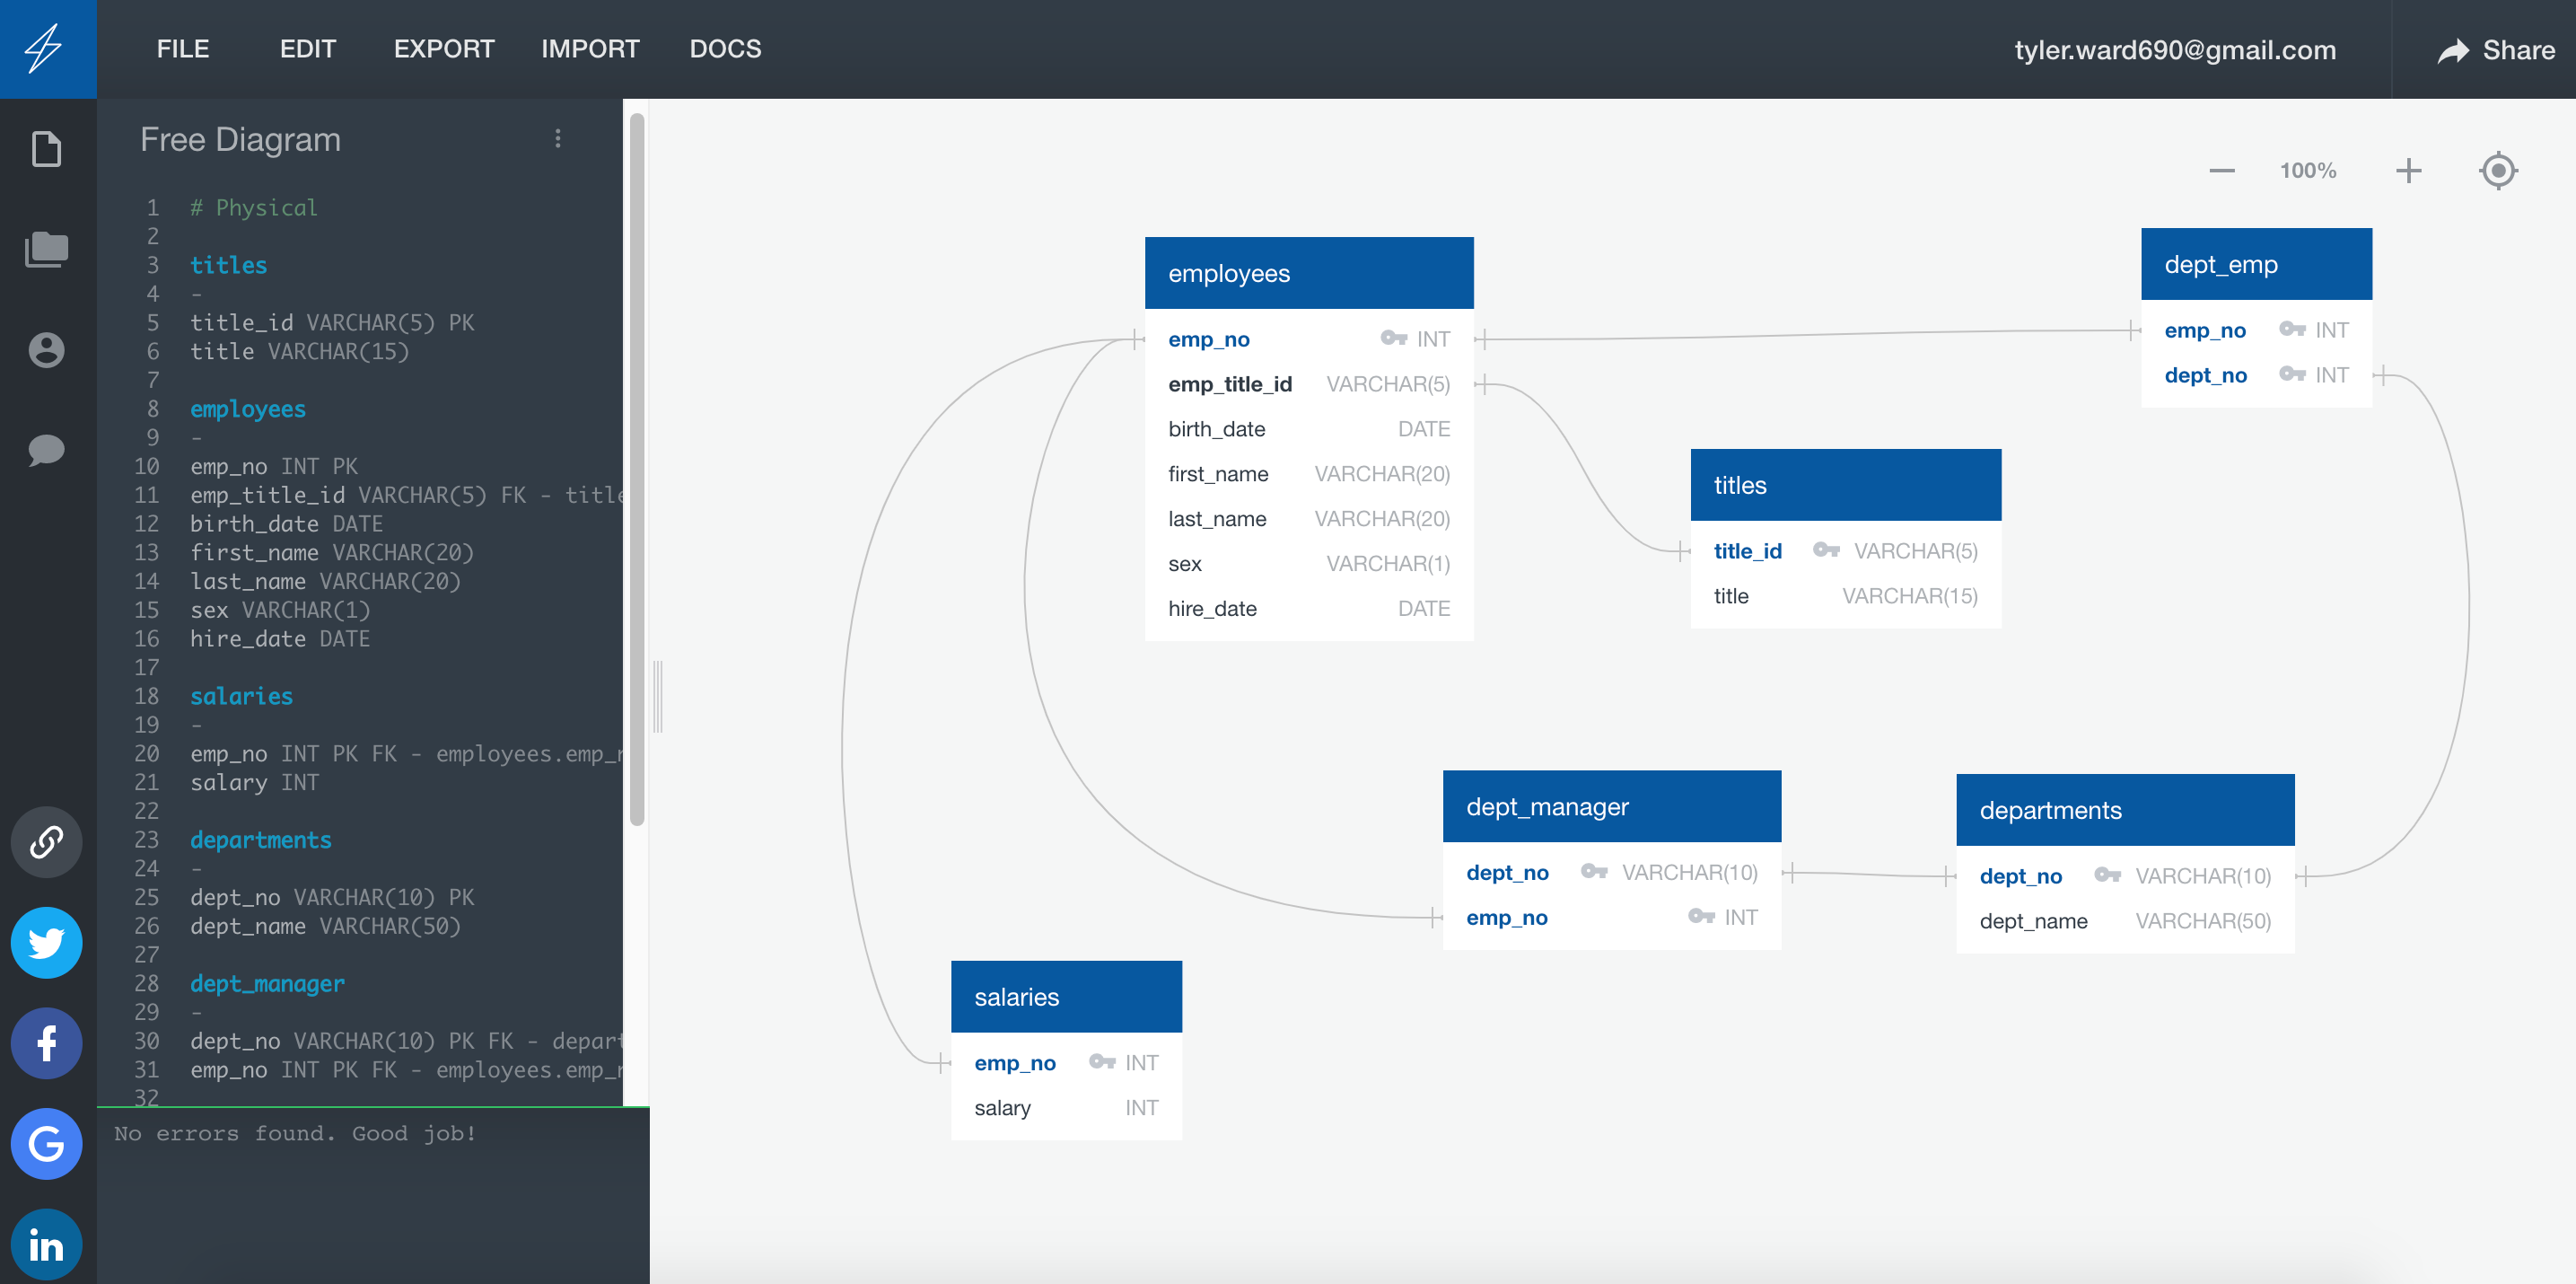 FILE EDIT EXPORT IMPORT DOCS tyler.ward690@gmail.com Share
Free Diagram
1 # Physical
2
3 titles
4 -
5 title_id VARCHAR(5) PK
6 title VARCHAR(15)
7
8 employees
9 -
10 emp_no INT PK
11 emp_title_id VARCHAR(5) FK - title
12 birth_date DATE
13 first_name VARCHAR(20)
14 last_name VARCHAR(20)
15 sex VARCHAR(1)
16 hire_date DATE
17
18 salaries
19 -
20 emp_no INT PK FK - employees.emp_n
21 salary INT
22
23 departments
24 -
25 dept_no VARCHAR(10) PK
26 dept_name VARCHAR(50)
27
28 dept_manager
29 -
30 dept_no VARCHAR(10) PK FK - depart
31 emp_no INT PK FK - employees.emp_n
32
No errors found. Good job!
100%
employees
emp_no INT
emp_title_id VARCHAR(5)
birth_date DATE
first_name VARCHAR(20)
last_name VARCHAR(20)
sex VARCHAR(1)
hire_date DATE
dept_emp
emp_no INT
dept_no INT
titles
title_id VARCHAR(5)
title VARCHAR(15)
dept_manager
dept_no VARCHAR(10)
emp_no INT
departments
dept_no VARCHAR(10)
dept_name VARCHAR(50)
salaries
emp_no INT
salary INT
f
G
in